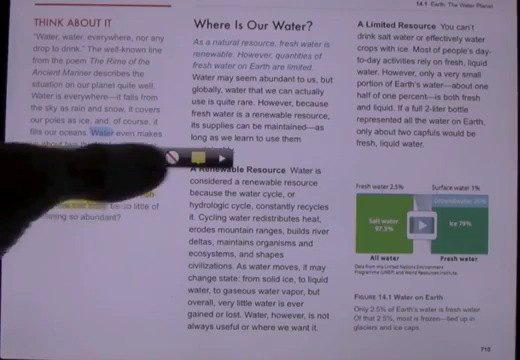 14.1 Earth: The Water Planet
THINK ABOUT IT
"Water, water, everywhere, nor any
drop to drink." The well-known line
from the poem The Rime of the
Ancient Mariner describes the
situation on our planet quite well.
Water is everywhere—it falls from
the sky as rain and snow, it covers
our poles as ice, and, of course, it
fills our oceans. Water even makes
so little of
so abundant?
Where Is Our Water?
As a natural resource, fresh water is
renewable. However, quantities of
fresh water on Earth are limited.
Water may seem abundant to us, but
globally, water that we can actually
use is quite rare. However, because
fresh water is a renewable resource,
its supplies can be maintained—as
long as we learn to use them
A Renewable Resource Water is
considered a renewable resource
because the water cycle, or
hydrologic cycle, constantly recycles
it. Cycling water redistributes heat,
erodes mountain ranges, builds river
deltas, maintains organisms and
ecosystems, and shapes
civilizations. As water moves, it may
change state: from solid ice, to liquid
water, to gaseous water vapor, but
overall, very little water is ever
gained or lost. Water, however, is not
always useful or where we want it.
A Limited Resource You can't
drink salt water or effectively water
crops with ice. Most of people's day-
to-day activities rely on fresh, liquid
water. However, only a very small
portion of Earth's water—about one
half of one percent—is both fresh
and liquid. If a full 2-liter bottle
represented all the water on Earth,
only about two capfuls would be
fresh, liquid water.
Fresh water 2.5%
Surface water 1%
Groundwater 20%
Salt water
97.5%
Ice 79%
All water
Fresh water
Data from the United Nations Environment
Programme (UNEP) and World Resources Institute.
FIGURE 14.1 Water on Earth
Only 2.5% of Earth's water is fresh water.
Of that 2.5%, most is frozen—tied up in
glaciers and ice caps.